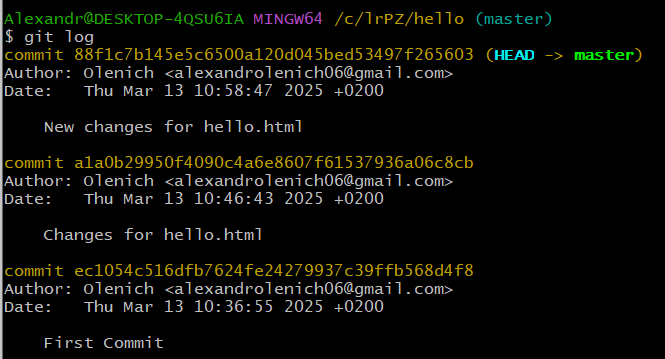 Alexandr@DESKTOP-4QSU6IA MINGW64 /c/lrPZ/hello (master)
$ git log
commit 88f1c7b145e5c6500a120d045bed53497f265603 (HEAD -> master)
Author: Olenich <alexandrolenich06@gmail.com>
Date:   Thu Mar 13 10:58:47 2025 +0200
    New changes for hello.html
commit a1a0b29950f4090c4a6e8607f61537936a06c8cb
Author: Olenich <alexandrolenich06@gmail.com>
Date:   Thu Mar 13 10:46:43 2025 +0200
    Changes for hello.html
commit ec1054c516dfb7624fe24279937c39ffb568d4f8
Author: Olenich <alexandrolenich06@gmail.com>
Date:   Thu Mar 13 10:36:55 2025 +0200
    First Commit